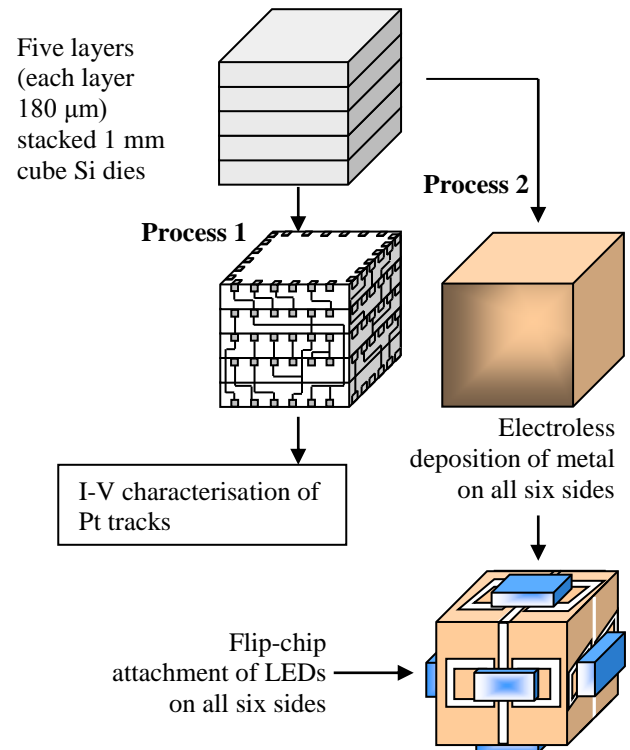 Five layers
(each layer
180 μm)
stacked 1 mm
cube Si dies
Process 2
Process 1
Electroless
deposition of metal
on all six sides
I-V characterisation of
Pt tracks
Flip-chip
attachment of LEDs
on all six sides